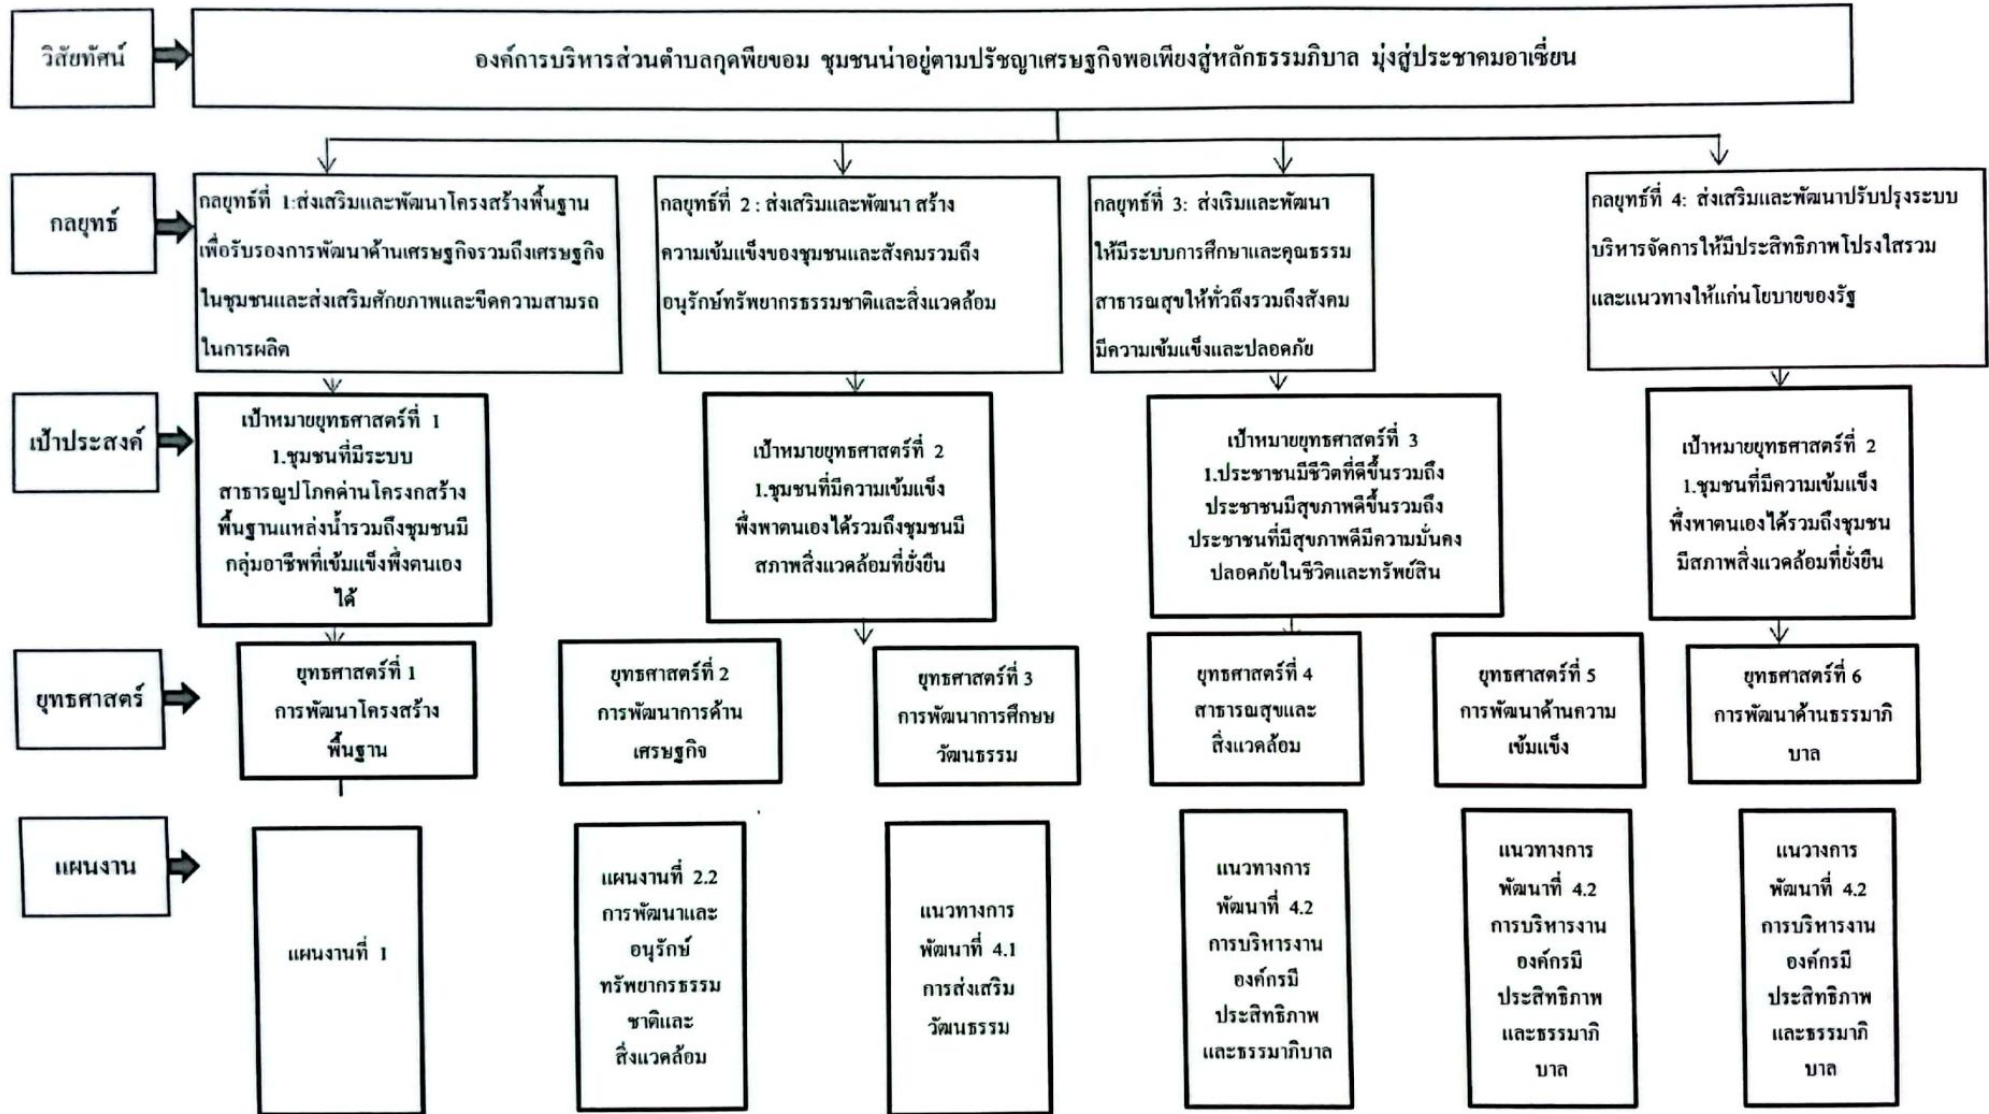 วิสัยทัศน์
องค์การบริหารส่วนตำบลกุดพิยขอม ชุมชนน่าอยู่ตามปรัชญาเศรษฐกิจพอเพียงสู่หลักธรรมภิบาล มุ่งสู่ประชาคมอาเซี่ยน
กลยุทธ์
กลยุทธ์ที่ 1:ส่งเสริมและพัฒนาโครงสร้างพื้นฐาน
เพื่อรับรองการพัฒนาด้านเศรษฐกิจรวมถึงเศรษฐกิจ
ในชุมชนและส่งเสริมศักยภาพและขีดความสามรถ
ในการผลิต
กลยุทธ์ที่ 2 : ส่งเสริมและพัฒนา สร้าง
ความเข้มแข็งของชุมชนและสังคมรวมถึง
อนุรักษ์ทรัพยากรธรรมชาติและสิ่งแวดล้อม
กลยุทธ์ที่ 3: ส่งเริมและพัฒนา
ให้มีระบบการศึกษาและคุณธรรม
สาธารณสุขให้ทั่วถึงรวมถึงสังคม
มีความเข้มแข็งและปลอดภัย
กลยุทธ์ที่ 4: ส่งเสริมและพัฒนาปรับปรุงระบบ
บริหารจัดการให้มีประสิทธิภาพโปรงใสรวม
และแนวทางให้แก่นโยบายของรัฐ
เป้าประสงค์
เป้าหมายยุทธศาสตร์ที่ 1
1.ชุมชนที่มีระบบ
สาธารณูปโภคด่านโครงกสร้าง
พื้นฐานแหล่งน้ำรวมถึงชุมชนมี
กลุ่มอาชีพที่เข้มแข็งพึ่งตนเอง
ได้
เป้าหมายยุทธศาสตร์ที่ 2
1.ชุมชนที่มีความเข้มแข็ง
พึ่งพาตนเองได้รวมถึงชุมชนมี
สภาพสิ่งแวดล้อมที่ยั่งยืน
เป้าหมายยุทธศาสตร์ที่ 3
1.ประชาชนมีชีวิตที่ดีขึ้นรวมถึง
ประชาชนมีสุขภาพดีขึ้นรวมถึง
ประชาชนที่มีสุขภาพดีมีความมั่นคง
ปลอดภัยในชีวิตและทรัพย์สิน
เป้าหมายยุทธศาสตร์ที่ 2
1.ชุมชนที่มีความเข้มแข็ง
พึ่งพาตนเองได้รวมถึงชุมชน
มีสภาพสิ่งแวดล้อมที่ยั่งยืน
ยุทธศาสตร์
ยุทธศาสตร์ที่ 1
การพัฒนาโครงสร้าง
พื้นฐาน
ยุทธศาสตร์ที่ 2
การพัฒนาการด้าน
เศรษฐกิจ
ยุทธศาสตร์ที่ 3
การพัฒนาการศึกษษ
วัฒนธรรม
ยุทธศาสตร์ที่ 4
สาธารณสุขและ
สิ่งแวดล้อม
ยุทธศาสตร์ที่ 5
การพัฒนาด้านความ
เข้มแข็ง
ยุทธศาสตร์ที่ 6
การพัฒนาด้านธรรมาภิ
บาล
แผนงาน
แผนงานที่ 1
แผนงานที่ 2.2
การพัฒนาและ
อนุรักษ์
ทรัพยากรธรรม
ชาติและ
สิ่งแวดล้อม
แนวทางการ
พัฒนาที่ 4.1
การส่งเสริม
วัฒนธรรม
แนวทางการ
พัฒนาที่ 4.2
การบริหารงาน
องค์กรมี
ประสิทธิภาพ
และธรรมาภิบาล
แนวทางการ
พัฒนาที่ 4.2
การบริหารงาน
องค์กรมี
ประสิทธิภาพ
และธรรมาภิ
บาล
แนวางการ
พัฒนาที่ 4.2
การบริหารงาน
องค์กรมี
ประสิทธิภาพ
และธรรมาภิ
บาล